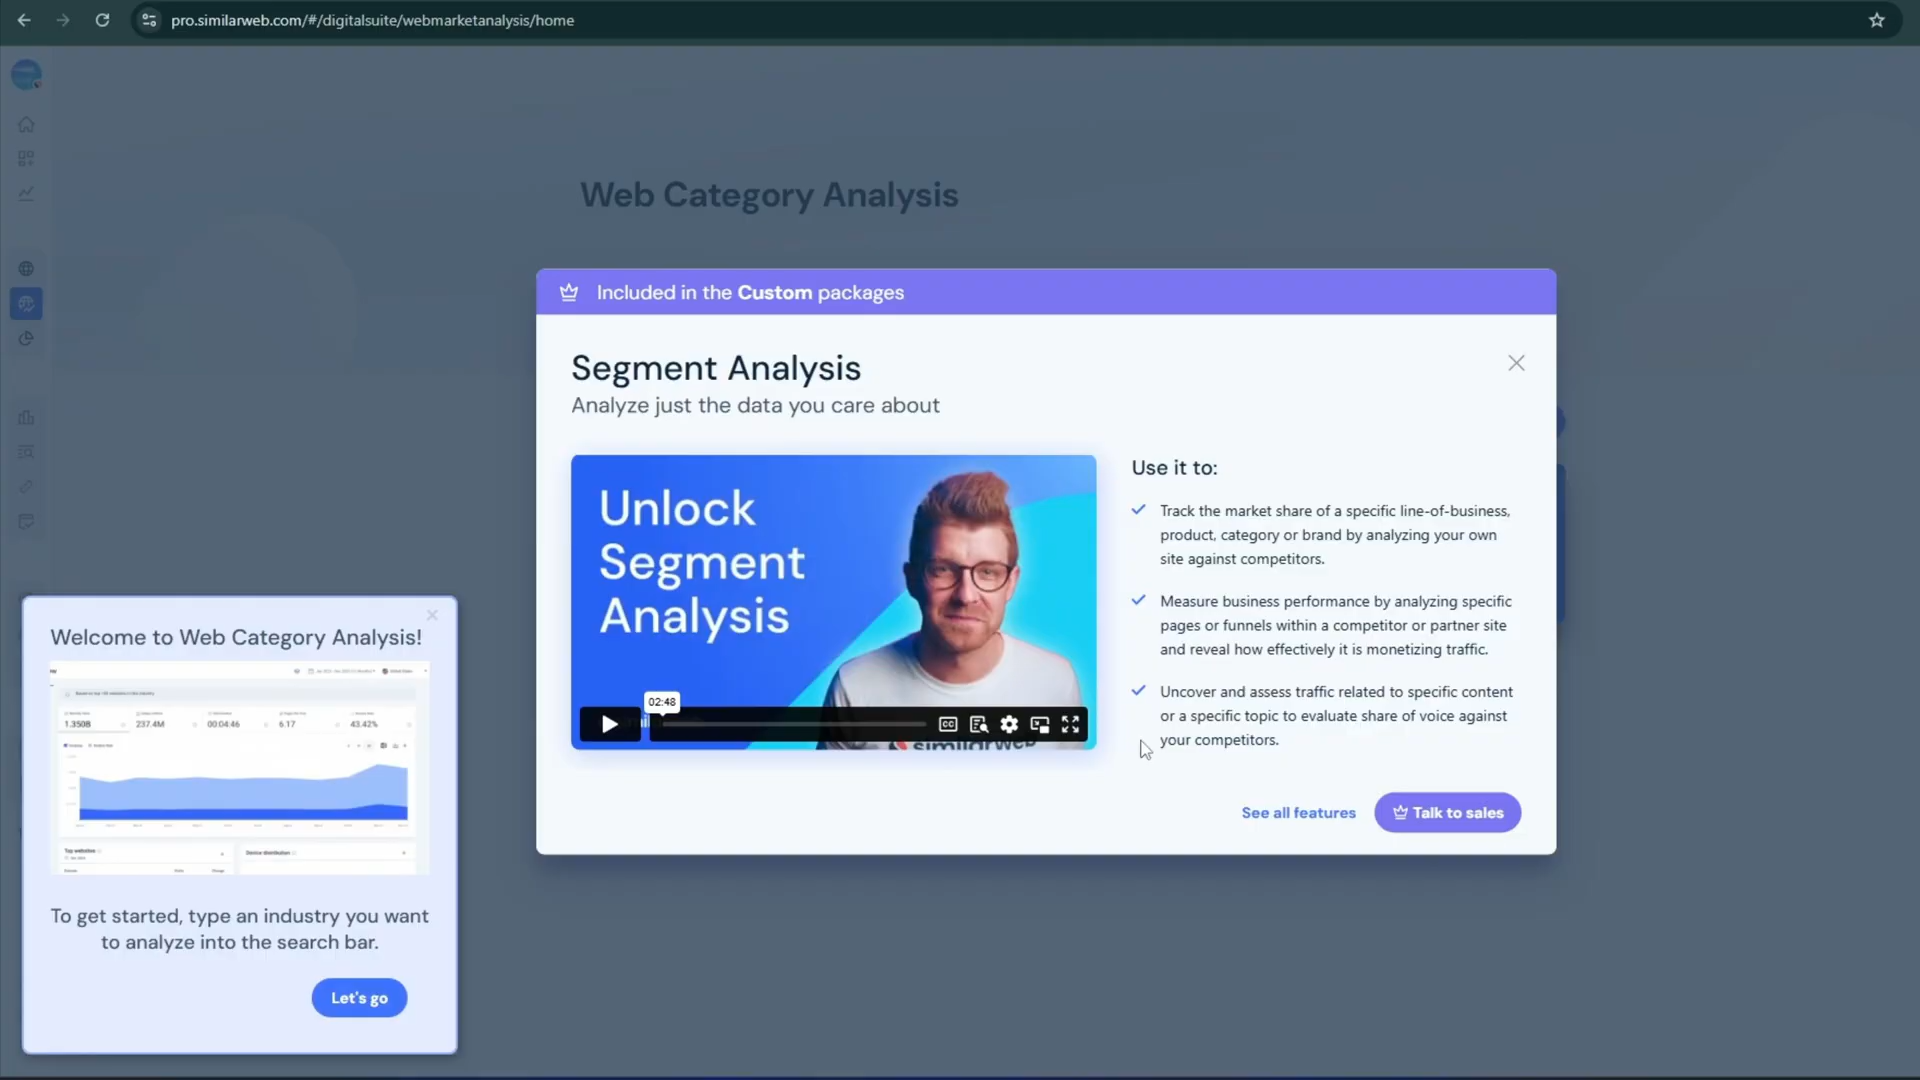 pro.similarweb.com/#/digitalsuite/webmarketanalysis/home
Web Category Analysis
Included in the Custom packages
Segment Analysis
Analyze just the data you care about
Unlock
Segment
Analysis
02:48
similarweb
Use it to:
Track the market share of a specific line-of-business,
product, category or brand by analyzing your own
site against competitors.
Measure business performance by analyzing specific
pages or funnels within a competitor or partner site
and reveal how effectively it is monetizing traffic.
Uncover and assess traffic related to specific content
or a specific topic to evaluate share of voice against
your competitors.
See all features
Talk to sales
Welcome to Web Category Analysis!
1.350B
237.4M
00:04:46
6.17
43.42%
Top websites
Device distribution
To get started, type an industry you want
to analyze into the search bar.
Let's go